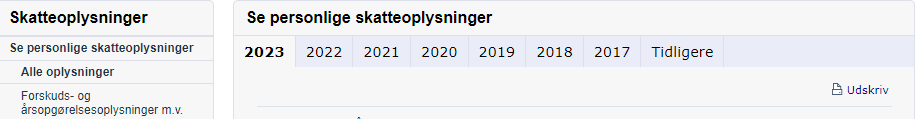 Skatteoplysninger
Se personlige skatteoplysninger
Alle oplysninger
Forskuds- og
årsopgørelsesoplysninger m.v.
Se personlige skatteoplysninger
2023 2022 2021 2020 2019 2018 2017 Tidligere
Udskriv